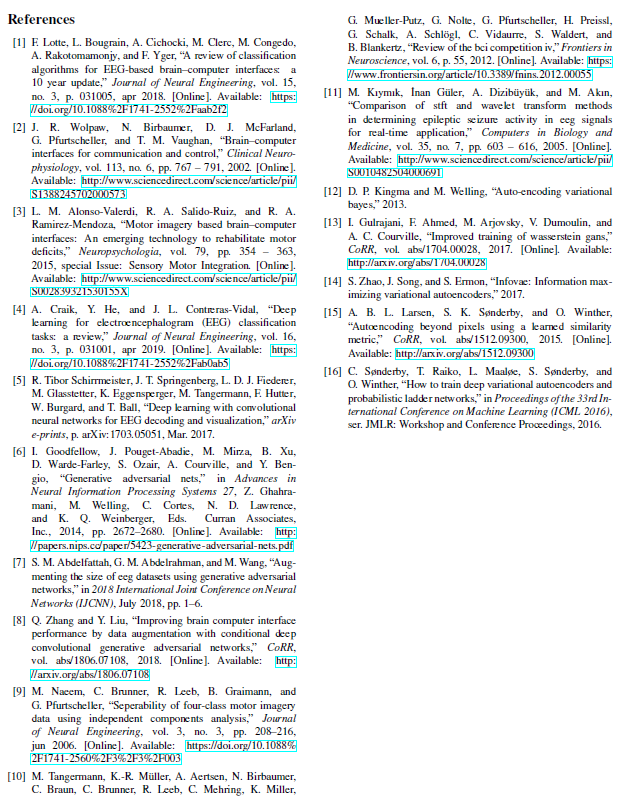 References
[1] F. Lotte, L. Bougrain, A. Cichocki, M. Clerc, M. Congedo,
A. Rakotomamonjy, and F. Yger, “A review of classification
algorithms for EEG-based brain–computer interfaces: a
10 year update,” Journal of Neural Engineering, vol. 15,
no. 3, p. 031005, apr 2018. [Online]. Available: https:
//doi.org/10.1088%2F1741-2552%2Faab2f2
[2] J. R. Wolpaw, N. Birbaumer, D. J. McFarland,
G. Pfurtscheller, and T. M. Vaughan, “Brain–computer
interfaces for communication and control,” Clinical Neuro-
physiology, vol. 113, no. 6, pp. 767 – 791, 2002. [Online].
Available: http://www.sciencedirect.com/science/article/pii/
S1388245702000573
[3] L. M. Alonso-Valerdi, R. A. Salido-Ruiz, and R. A.
Ramirez-Mendoza, “Motor imagery based brain–computer
interfaces: An emerging technology to rehabilitate motor
deficits,” Neuropsychologia, vol. 79, pp. 354 – 363,
2015, special Issue: Sensory Motor Integration. [Online].
Available: http://www.sciencedirect.com/science/article/pii/
S002839321530155X
[4] A. Craik, Y. He, and J. L. Contreras-Vidal, “Deep
learning for electroencephalogram (EEG) classification
tasks: a review,” Journal of Neural Engineering, vol. 16,
no. 3, p. 031001, apr 2019. [Online]. Available: https:
//doi.org/10.1088%2F1741-2552%2Fab0ab5
[5] R. Tibor Schirrmeister, J. T. Springenberg, L. D. J. Fiederer,
M. Glasstetter, K. Eggensperger, M. Tangermann, F. Hutter,
W. Burgard, and T. Ball, “Deep learning with convolutional
neural networks for EEG decoding and visualization,” arXiv
e-prints, p. arXiv:1703.05051, Mar. 2017.
[6] I. Goodfellow, J. Pouget-Abadie, M. Mirza, B. Xu,
D. Warde-Farley, S. Ozair, A. Courville, and Y. Ben-
gio, “Generative adversarial nets,” in Advances in
Neural Information Processing Systems 27, Z. Ghahra-
mani, M. Welling, C. Cortes, N. D. Lawrence,
and K. Q. Weinberger, Eds. Curran Associates,
Inc., 2014, pp. 2672–2680. [Online]. Available: http:
//papers.nips.cc/paper/5423-generative-adversarial-nets.pdf
[7] S. M. Abdelfattah, G. M. Abdelrahman, and M. Wang, “Aug-
menting the size of eeg datasets using generative adversarial
networks,” in 2018 International Joint Conference on Neural
Networks (IJCNN), July 2018, pp. 1–6.
[8] Q. Zhang and Y. Liu, “Improving brain computer interface
performance by data augmentation with conditional deep
convolutional generative adversarial networks,” CoRR,
vol. abs/1806.07108, 2018. [Online]. Available: http:
//arxiv.org/abs/1806.07108
[9] M. Naeem, C. Brunner, R. Leeb, B. Graimann, and
G. Pfurtscheller, “Seperability of four-class motor imagery
data using independent components analysis,” Journal
of Neural Engineering, vol. 3, no. 3, pp. 208–216,
jun 2006. [Online]. Available: https://doi.org/10.1088%
2F1741-2560%2F3%2F3%2F003
[10] M. Tangermann, K.-R. Müller, A. Aertsen, N. Birbaumer,
C. Braun, C. Brunner, R. Leeb, C. Mehring, K. Miller,
G. Mueller-Putz, G. Nolte, G. Pfurtscheller, H. Preissl,
G. Schalk, A. Schlögl, C. Vidaurre, S. Waldert, and
B. Blankertz, “Review of the bci competition iv,” Frontiers in
Neuroscience, vol. 6, p. 55, 2012. [Online]. Available: https:
//www.frontiersin.org/article/10.3389/fnins.2012.00055
[11] M. Kıymık, İnan Güler, A. Dizibüyük, and M. Akın,
“Comparison of stft and wavelet transform methods
in determining epileptic seizure activity in eeg signals
for real-time application,” Computers in Biology and
Medicine, vol. 35, no. 7, pp. 603 – 616, 2005. [Online].
Available: http://www.sciencedirect.com/science/article/pii/
S0010482504000691
[12] D. P. Kingma and M. Welling, “Auto-encoding variational
bayes,” 2013.
[13] I. Gulrajani, F. Ahmed, M. Arjovsky, V. Dumoulin, and
A. C. Courville, “Improved training of wasserstein gans,”
CoRR, vol. abs/1704.00028, 2017. [Online]. Available:
http://arxiv.org/abs/1704.00028
[14] S. Zhao, J. Song, and S. Ermon, “Infovae: Information max-
imizing variational autoencoders,” 2017.
[15] A. B. L. Larsen, S. K. Sønderby, and O. Winther,
“Autoencoding beyond pixels using a learned similarity
metric,” CoRR, vol. abs/1512.09300, 2015. [Online].
Available: http://arxiv.org/abs/1512.09300
[16] C. Sønderby, T. Raiko, L. Maaløe, S. Sønderby, and
O. Winther, “How to train deep variational autoencoders and
probabilistic ladder networks,” in Proceedings of the 33rd In-
ternational Conference on Machine Learning (ICML 2016),
ser. JMLR: Workshop and Conference Proceedings, 2016.